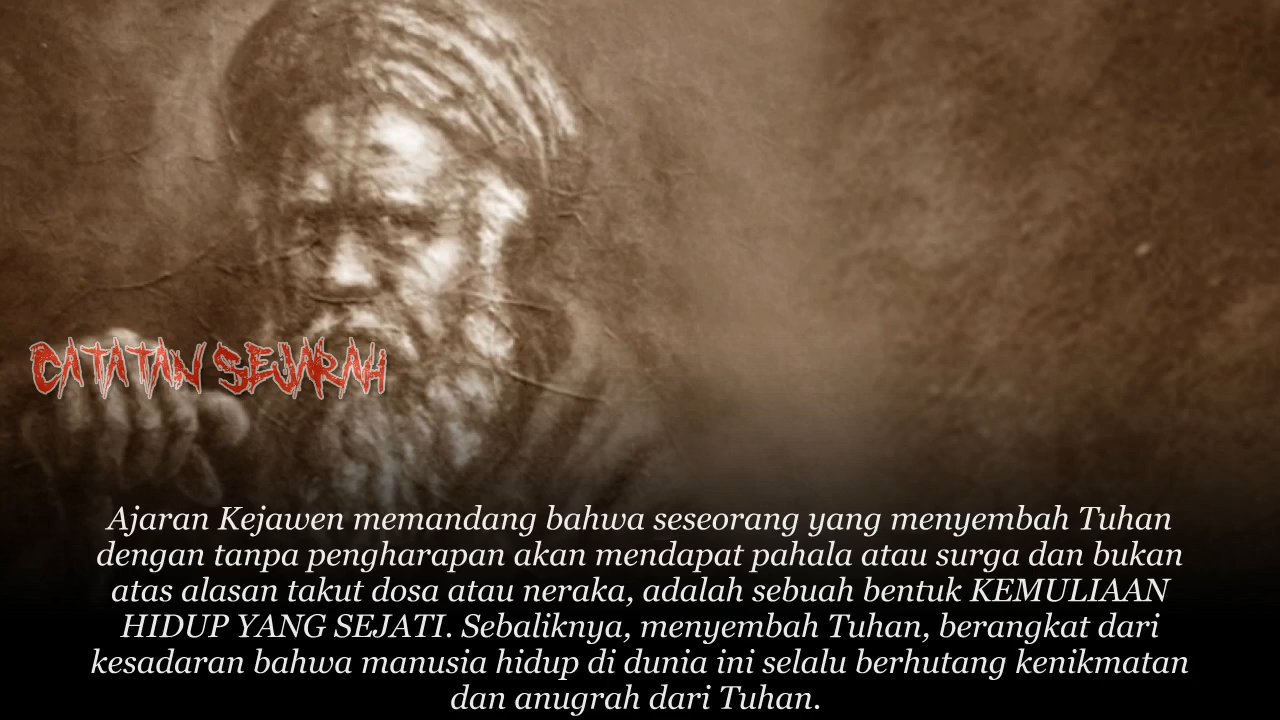 CATATAN SEJARAH
Ajaran Kejawen memandang bahwa seseorang yang menyembah Tuhan
dengan tanpa pengharapan akan mendapat pahala atau surga dan bukan
atas alasan takut dosa atau neraka, adalah sebuah bentuk KEMULIAAN
HIDUP YANG SEJATI. Sebaliknya, menyembah Tuhan, berangkat dari
kesadaran bahwa manusia hidup di dunia ini selalu berhutang kenikmatan
dan anugrah dari Tuhan.